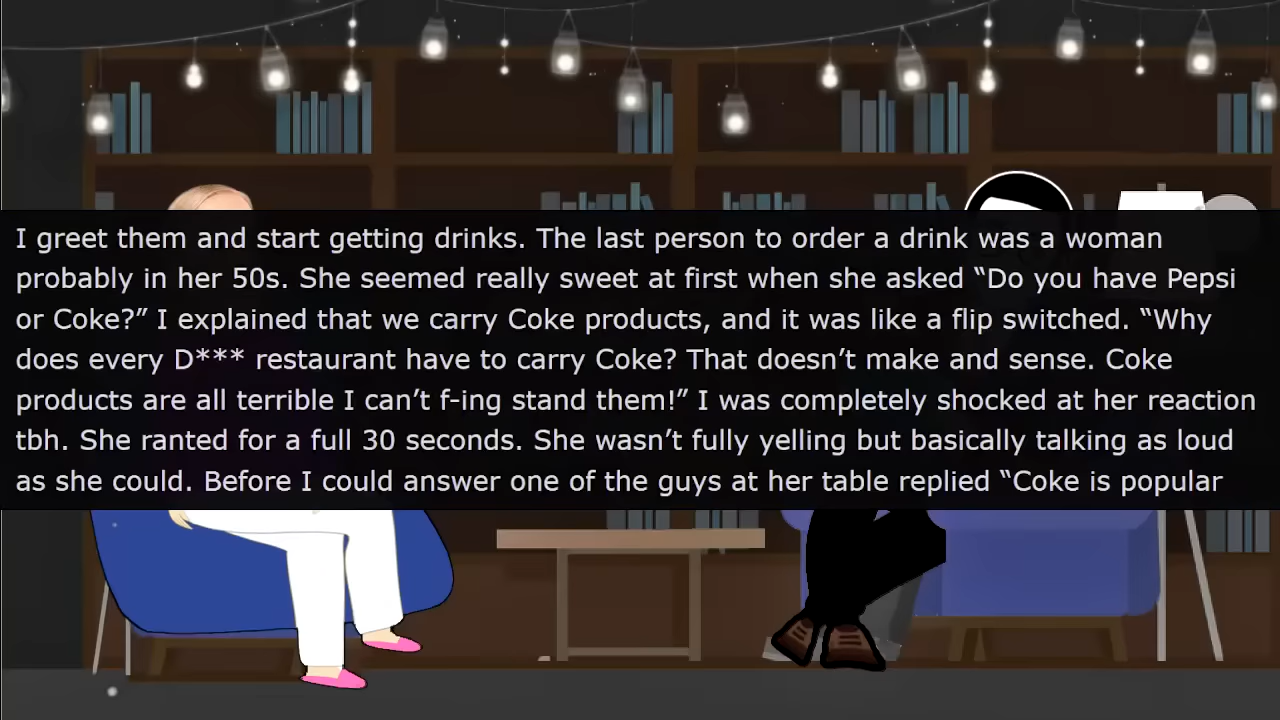 I greet them and start getting drinks. The last person to order a drink was a woman
probably in her 50s. She seemed really sweet at first when she asked “Do you have Pepsi
or Coke?” I explained that we carry Coke products, and it was like a flip switched. “Why
does every D*** restaurant have to carry Coke? That doesn’t make and sense. Coke
products are all terrible I can’t f-ing stand them!” I was completely shocked at her reaction
tbh. She ranted for a full 30 seconds. She wasn’t fully yelling but basically talking as loud
as she could. Before I could answer one of the guys at her table replied “Coke is popular